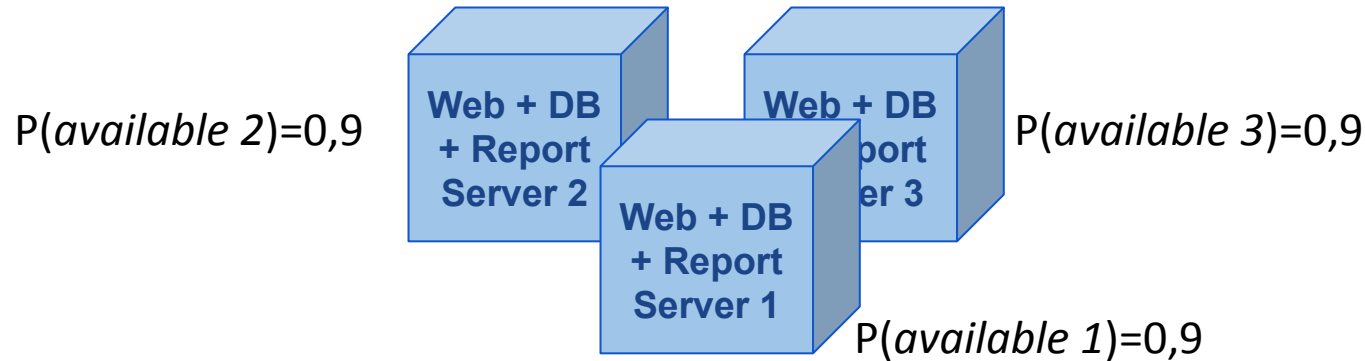 P(available 2)=0,9
Web + DB
+ Report
Server 2
Web + DB
port
er 3
P(available 3)=0,9
Web + DB
+ Report
Server 1
P(available 1)=0,9